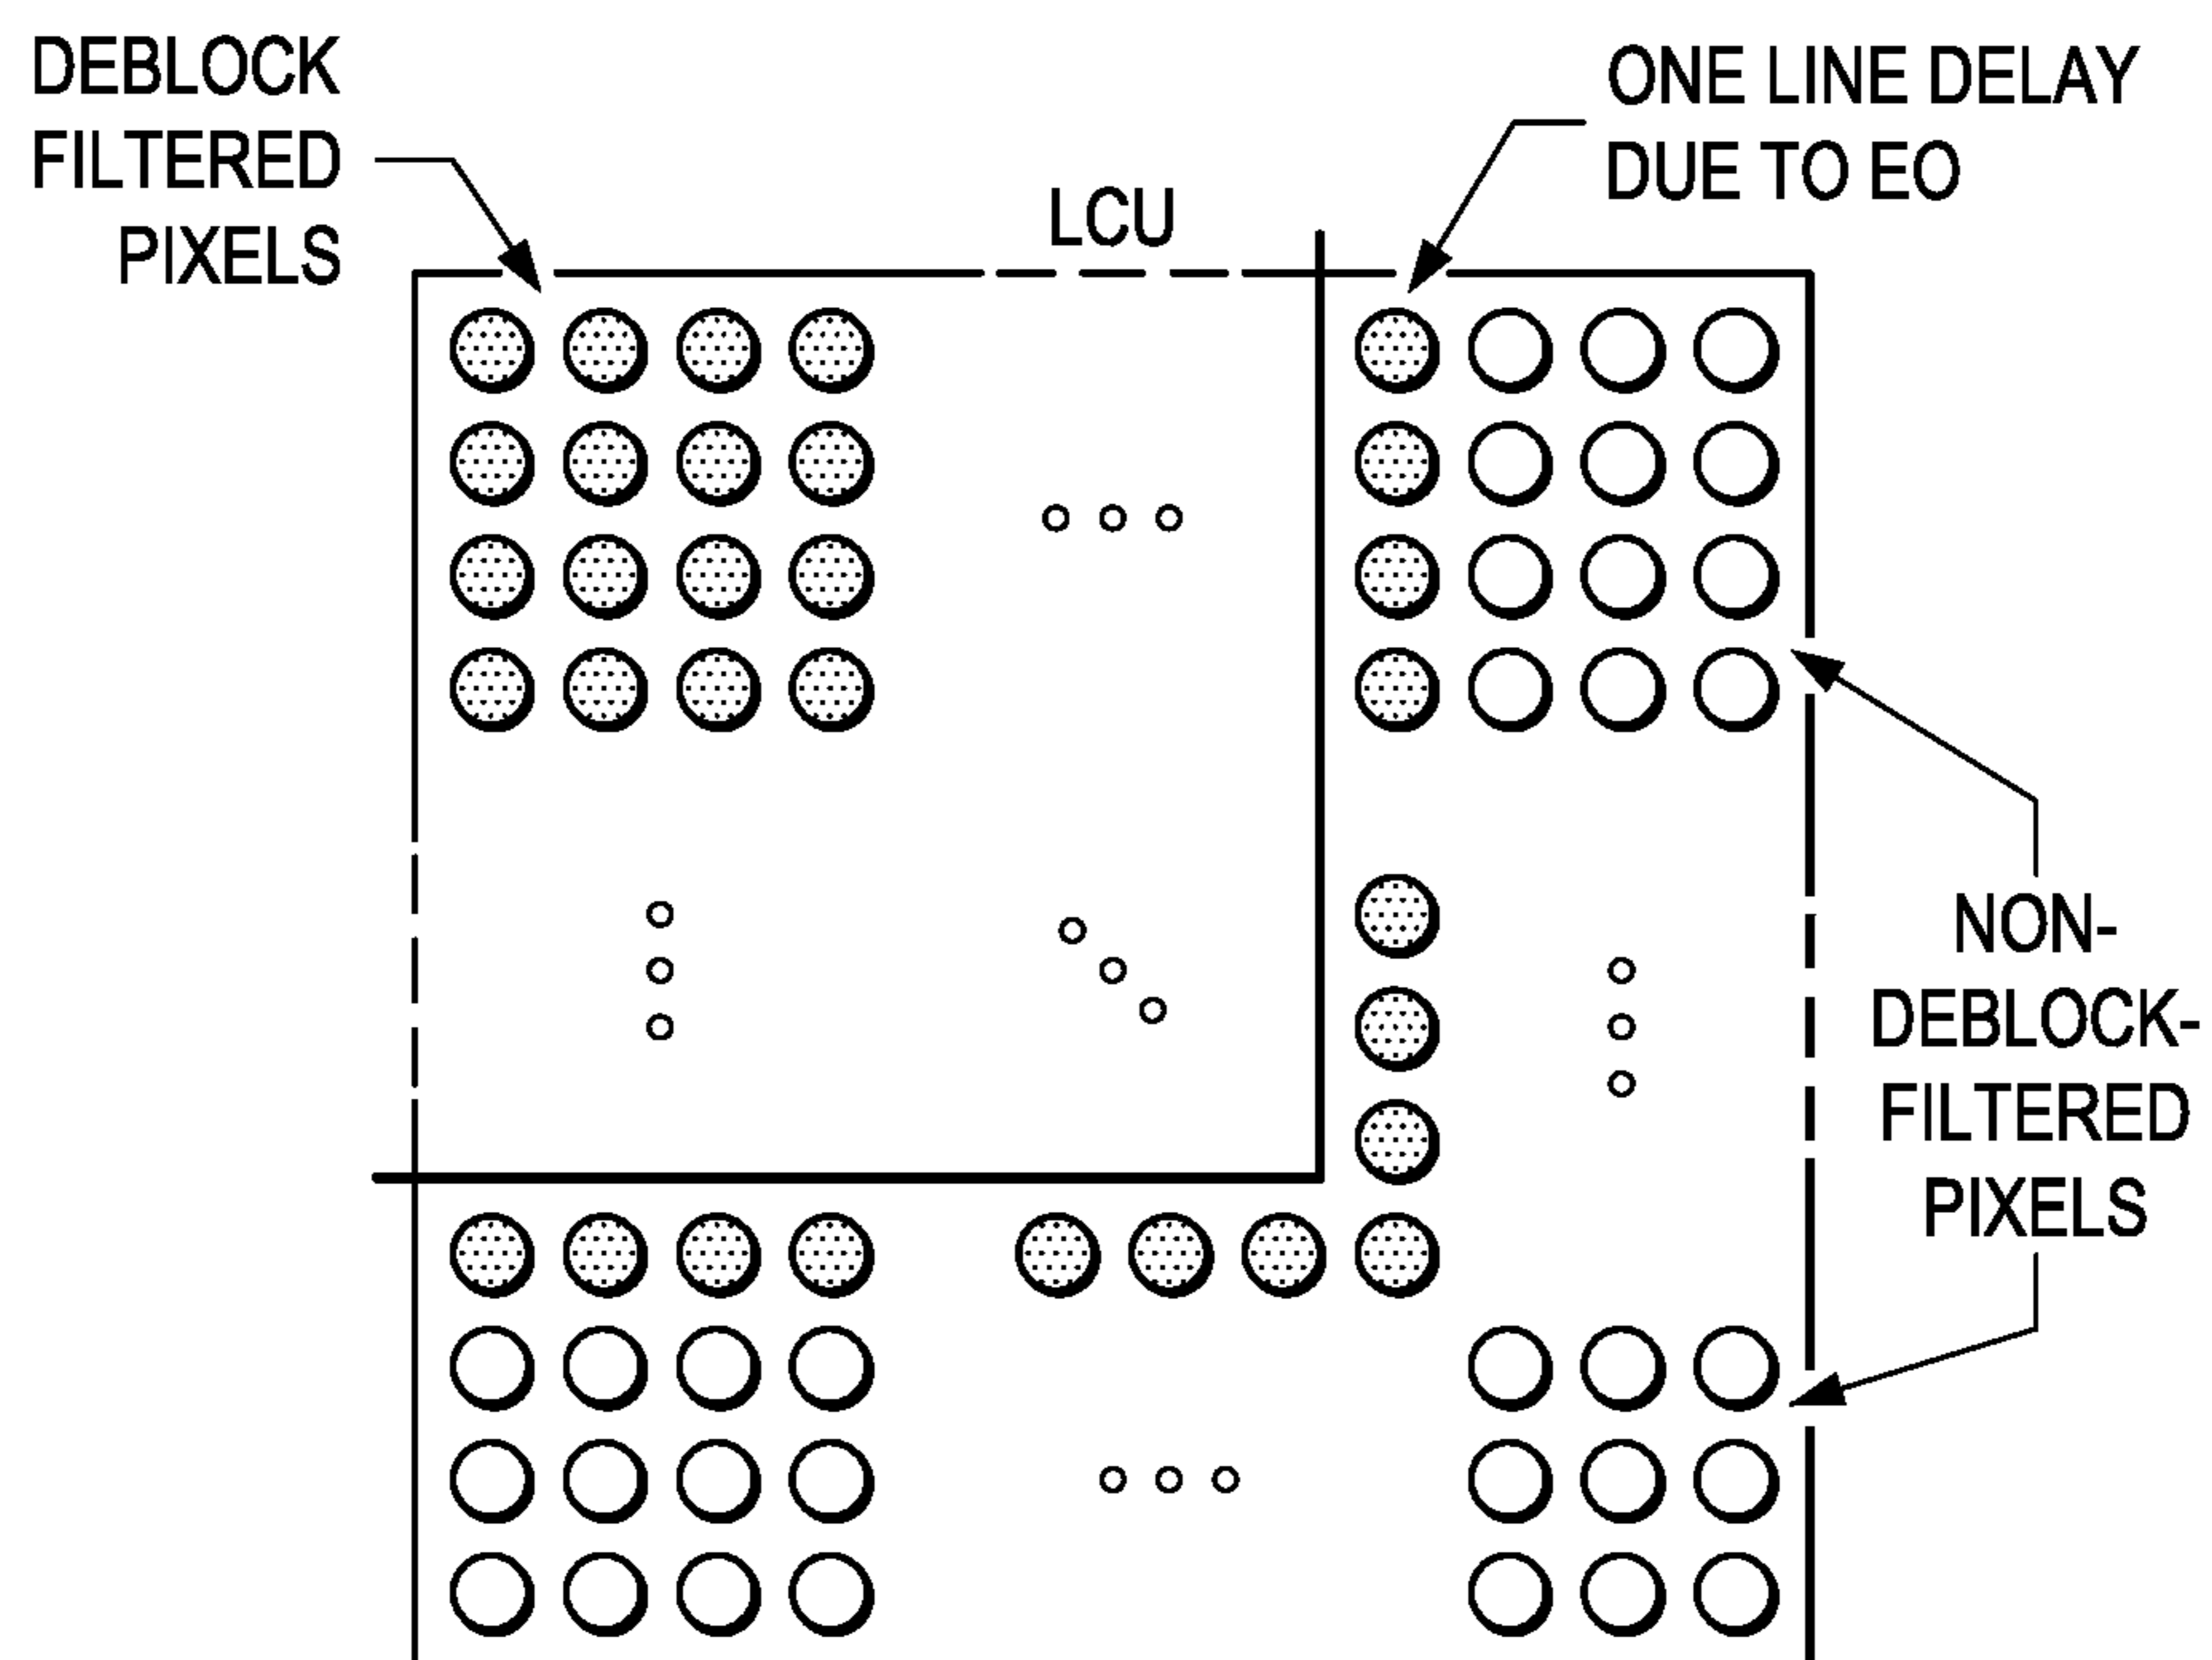 DEBLOCK
FILTERED
PIXELS
LCU
ONE LINE DELAY
DUE TO EO
NON-
DEBLOCK-
FILTERED
PIXELS